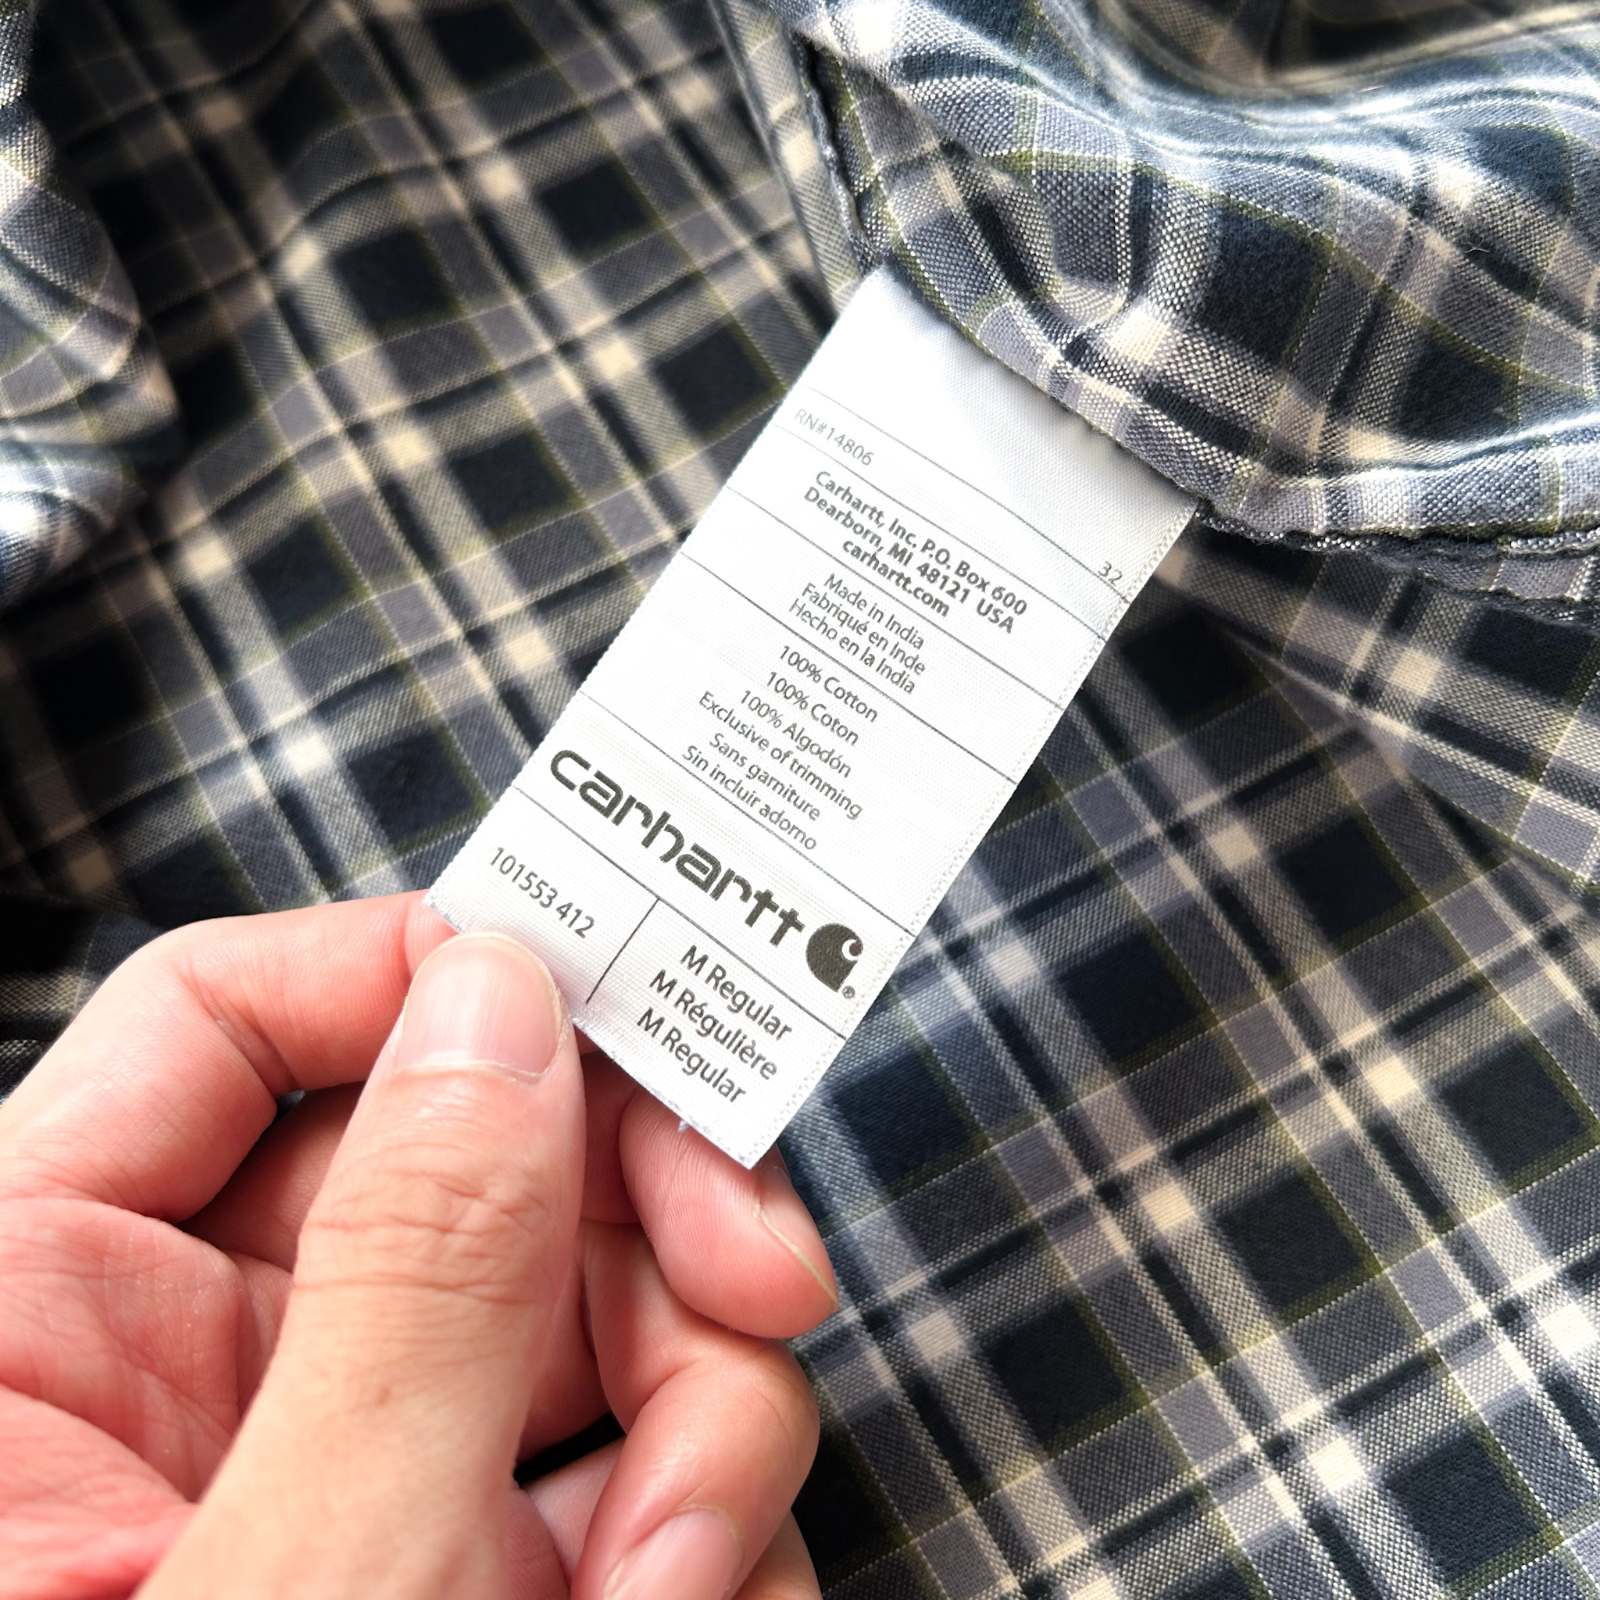 RN#14806
32
Carhartt, Inc. P.O. Box 600
Dearborn, MI 48121 USA
carhartt.com
Made in India
Fabriqué en Inde
Hecho en la India
100% Cotton
100% Coton
100% Algodón
Exclusive of trimming
Sans garniture
Sin incluir adorno
carhartt ®
101553 412
M Regular
M Régulière
M Regular